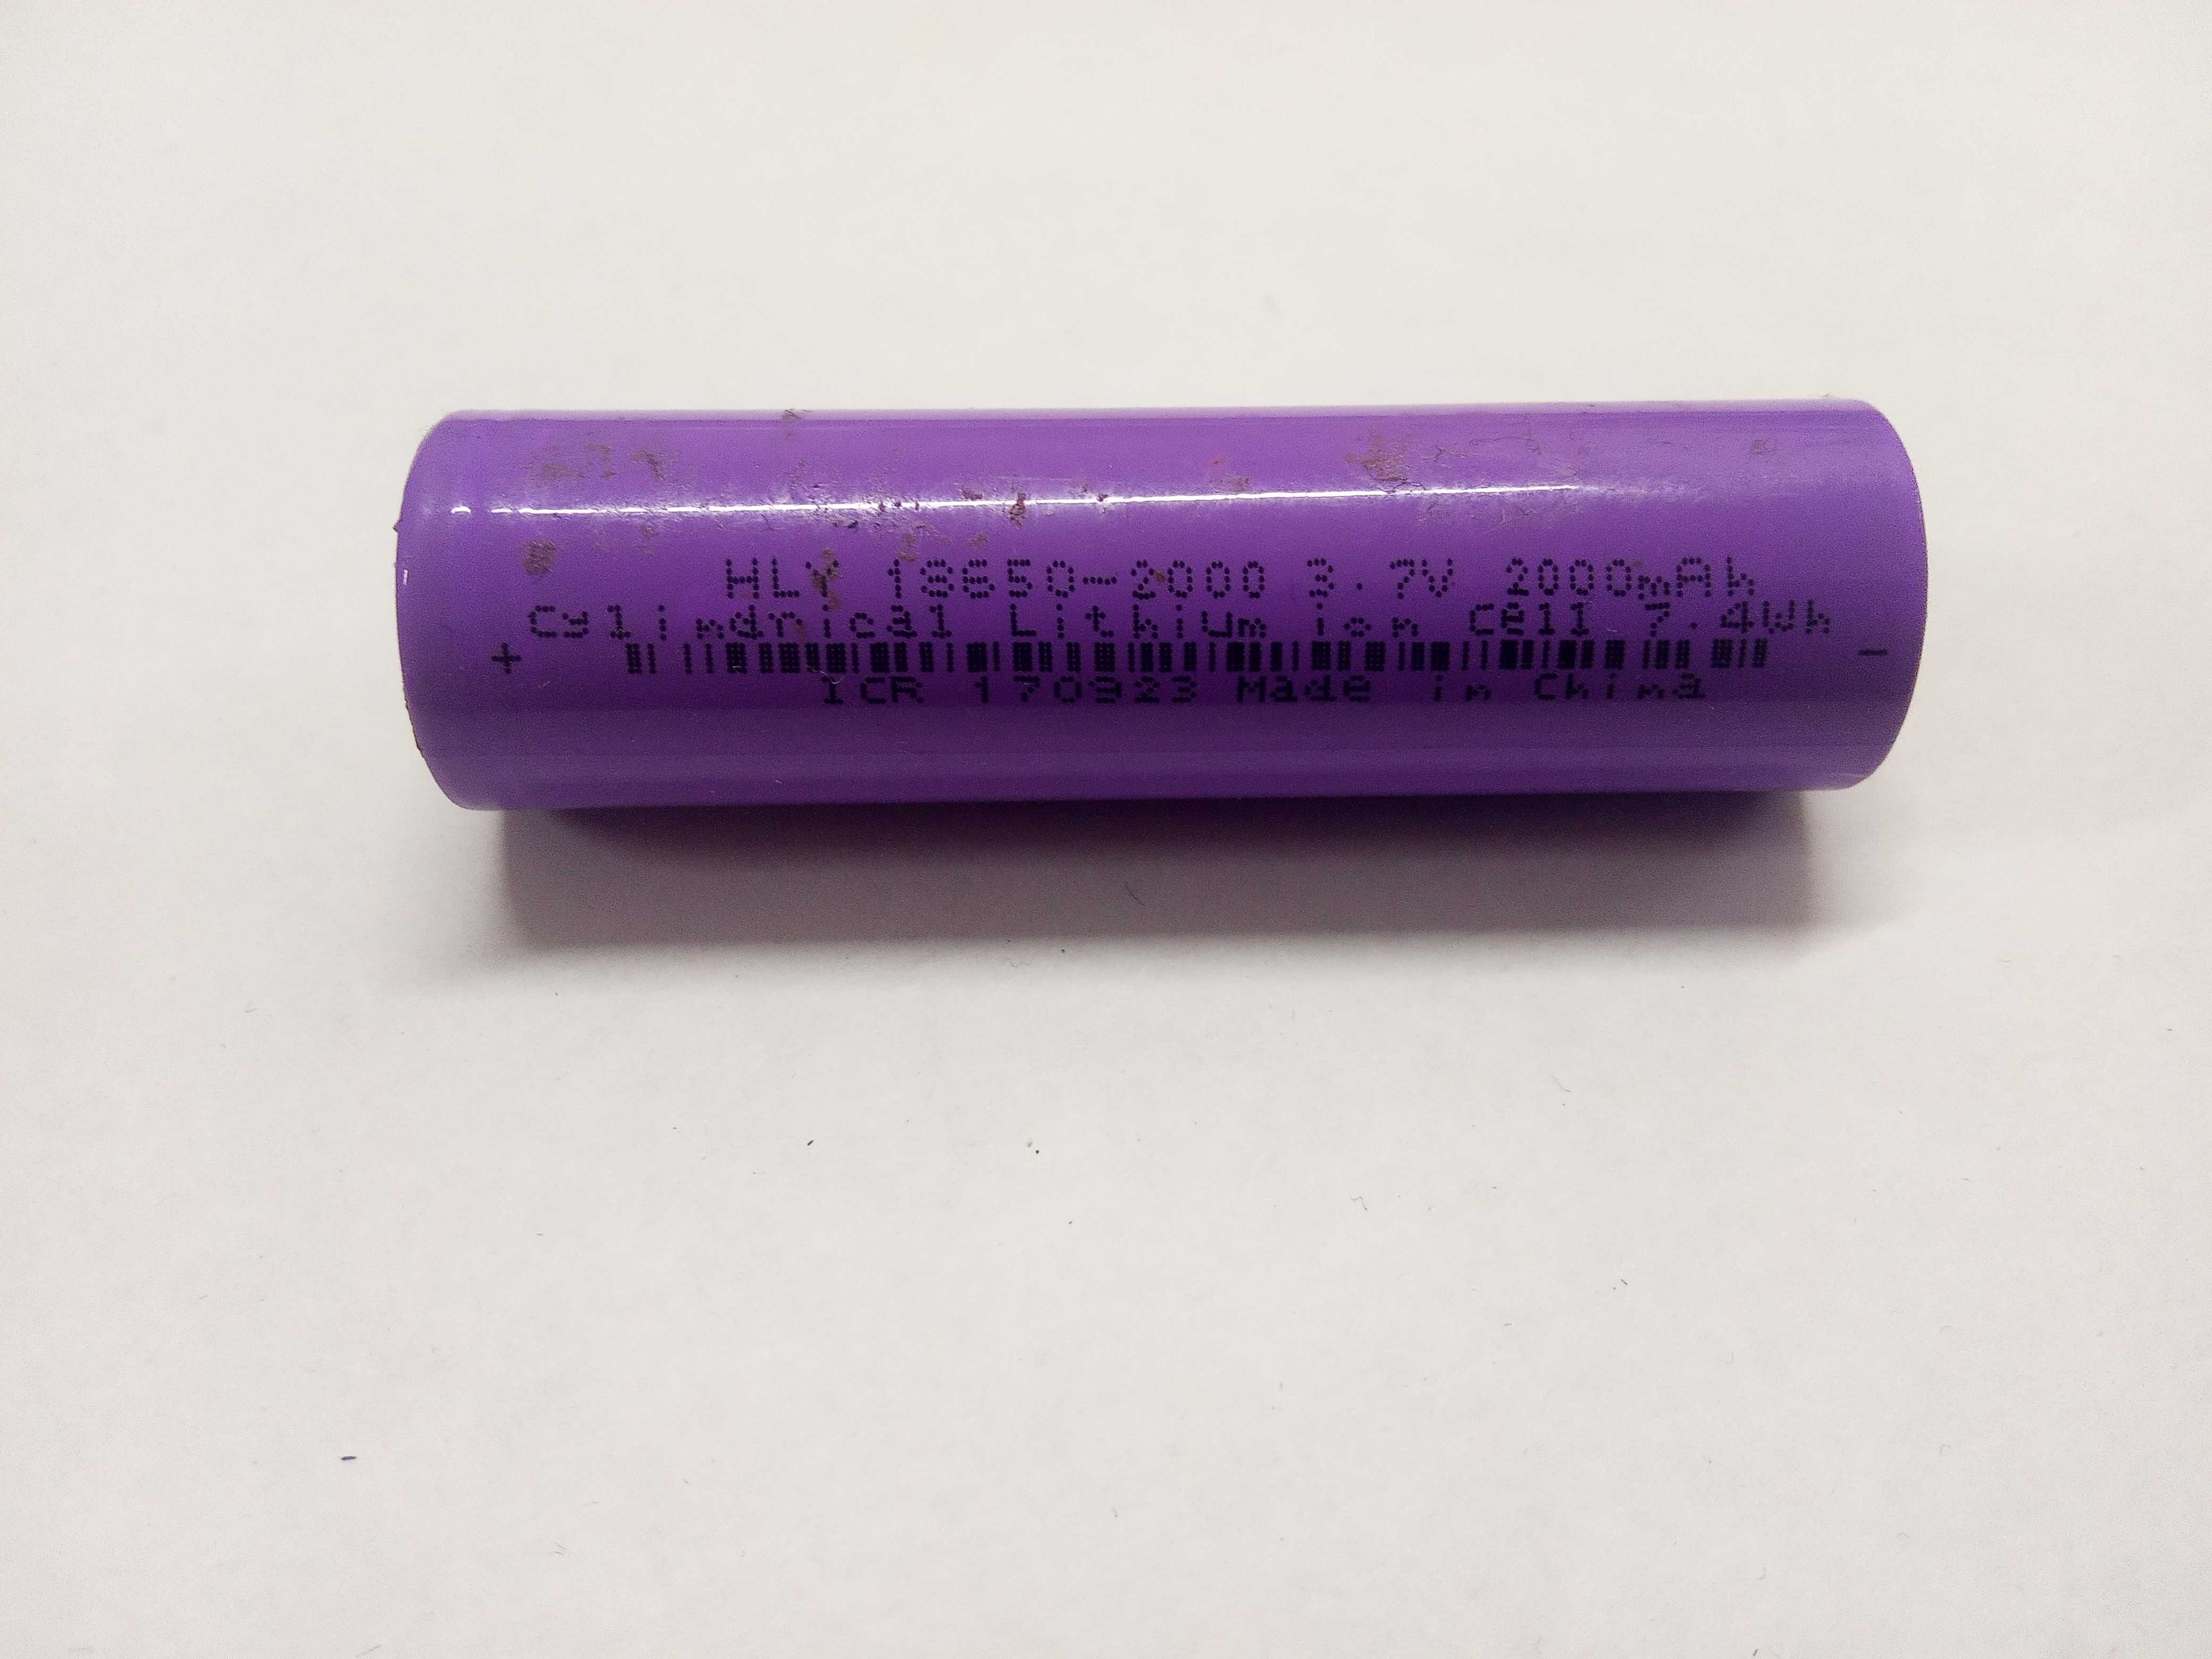 HLY 18650-2000 3.7V 2000mAh
Cylindrical Lithium ion Cell 7.4Wh
+ -
ICR 170923 Made in China